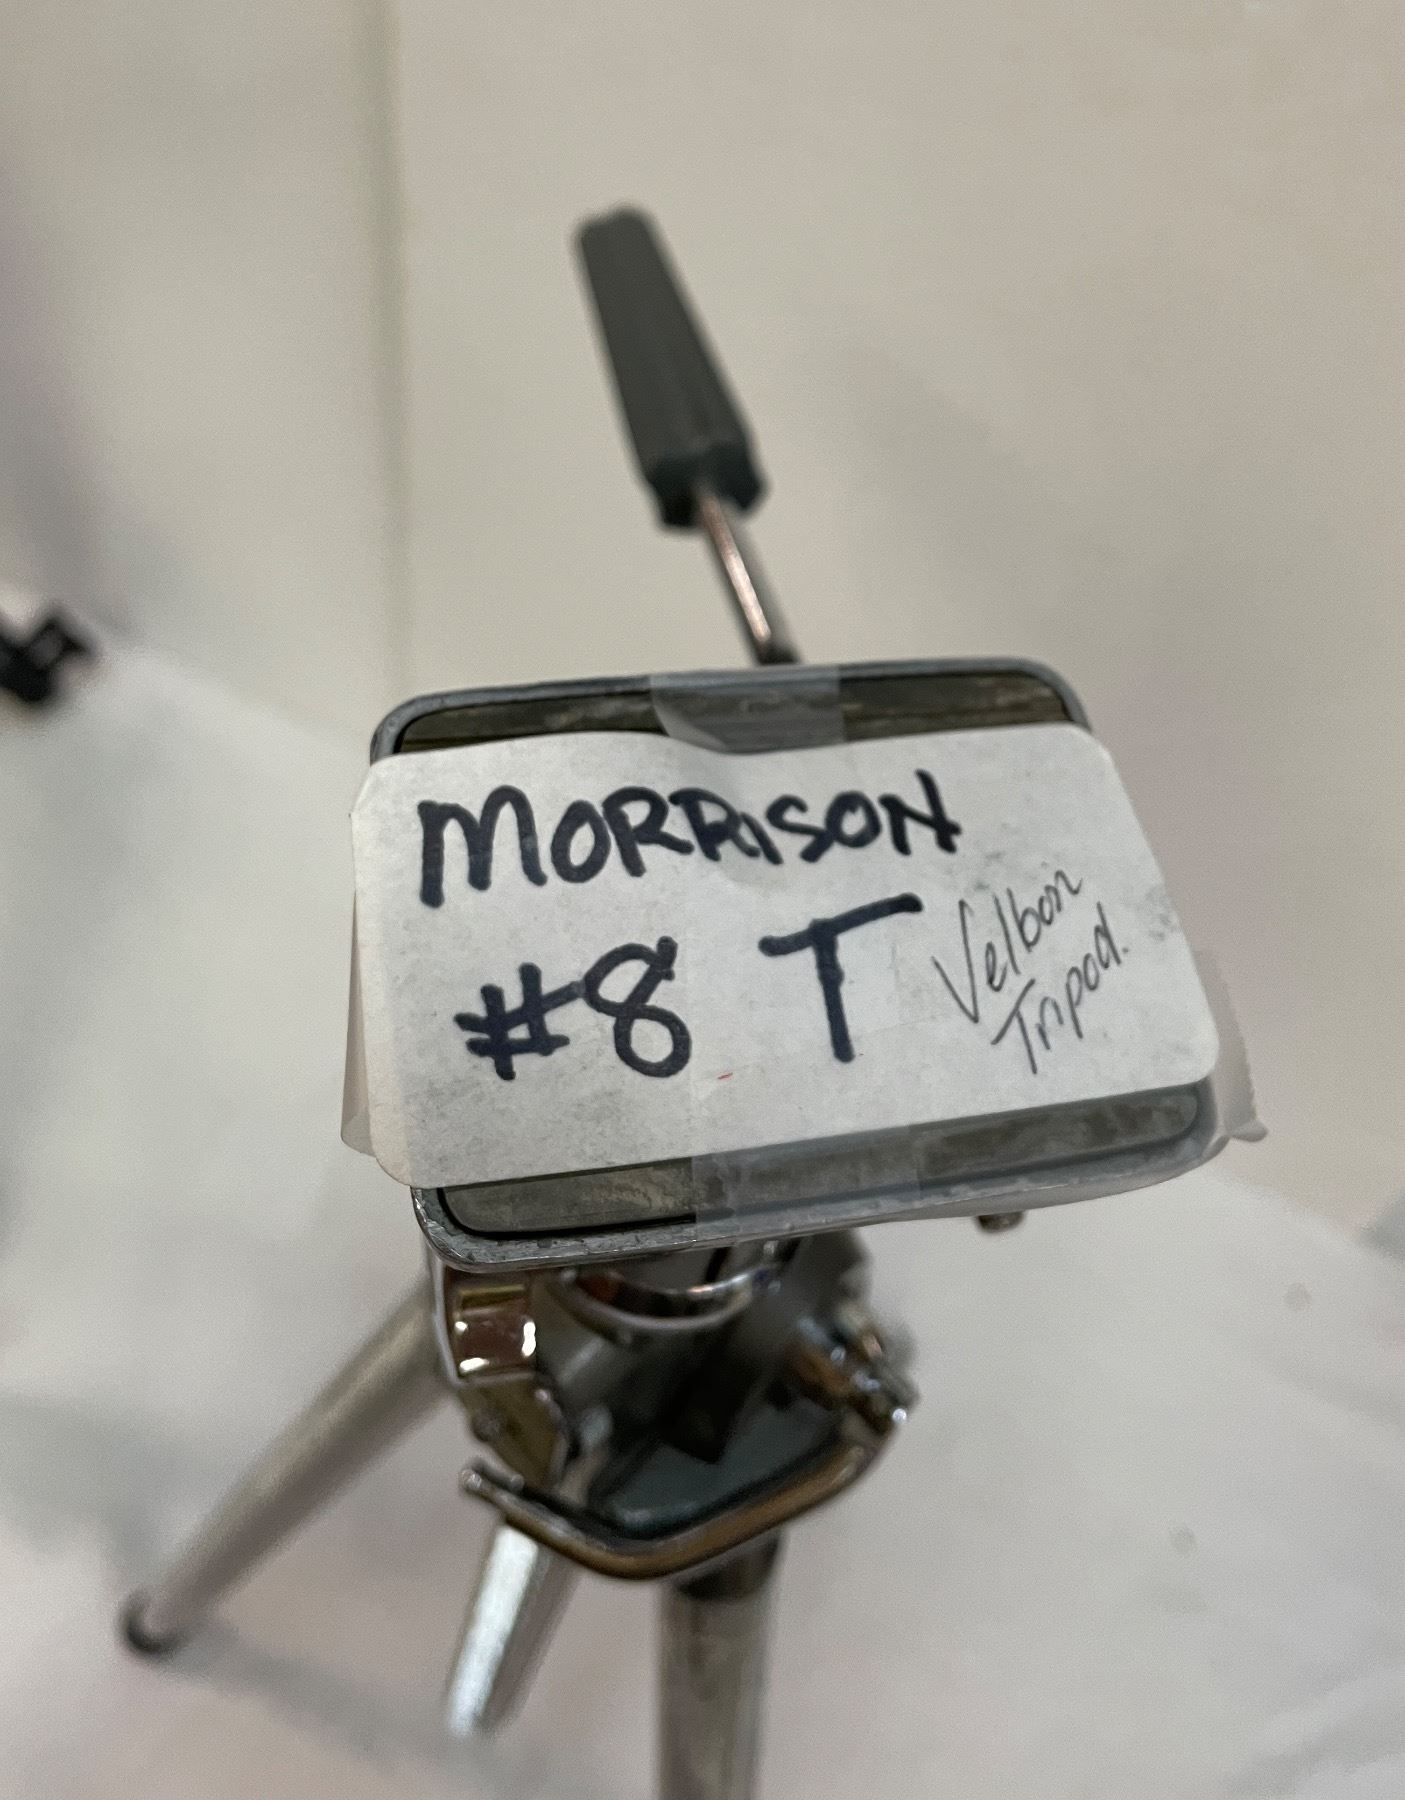 MORRISON
#8 T
Velbon
Tripod.